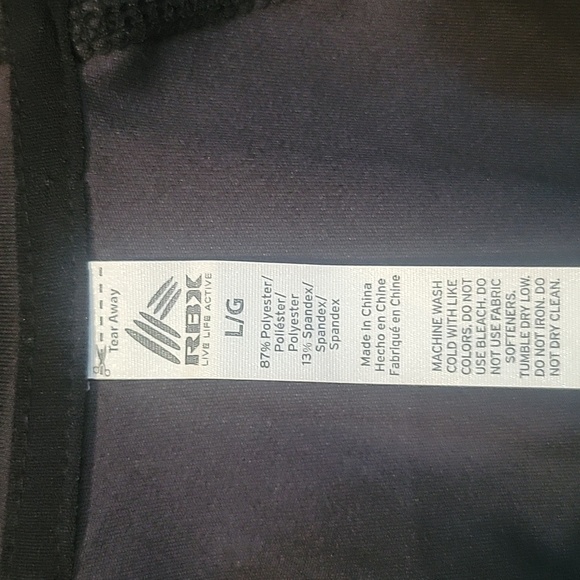 Tear Away
RBX
LIVE LIFE ACTIVE
L/G
87% Polyester/
Poliéster/
Polyester
13% Spandex/
Spandex/
Spandex
Made In China
Hecho en Chine
Fabriqué en Chine
MACHINE WASH
COLD WITH LIKE
COLORS. DO NOT
USE BLEACH. DO
NOT USE FABRIC
SOFTENERS.
TUMBLE DRY LOW.
DO NOT IRON. DO
NOT DRY CLEAN.